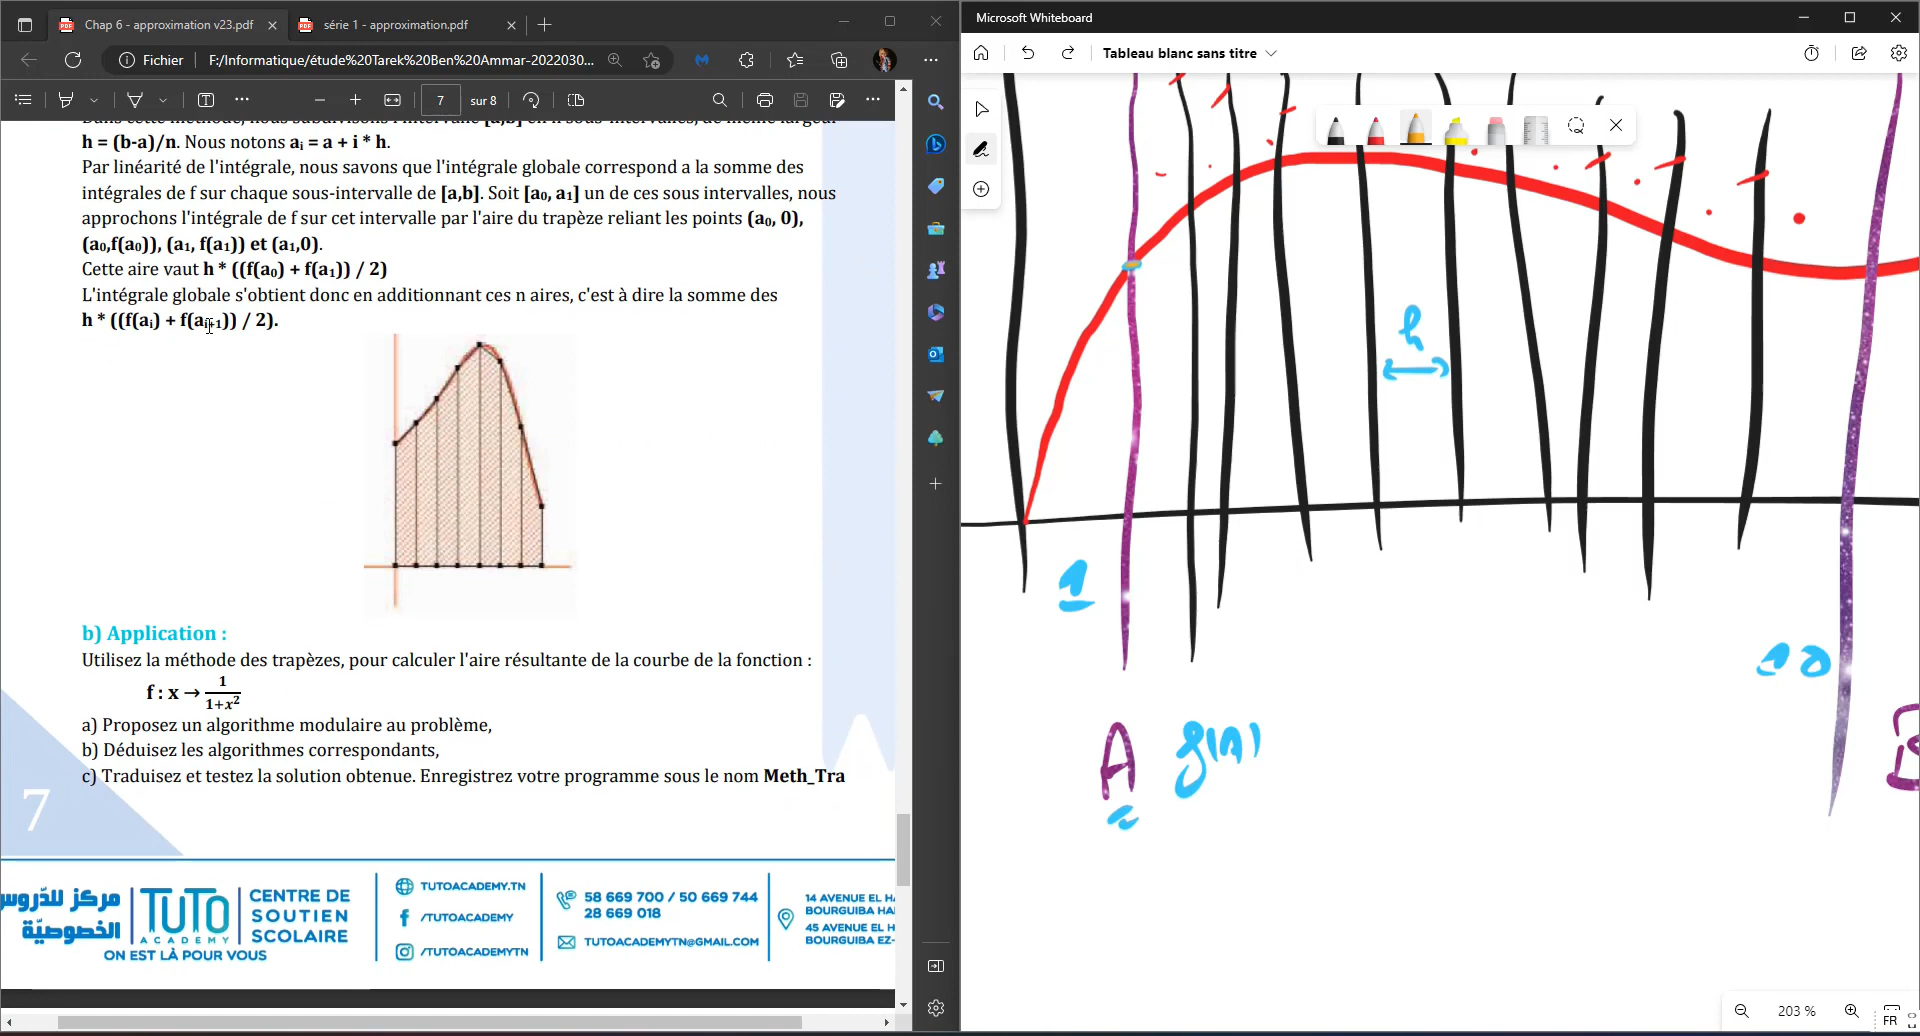 Chap 6 - approximation v23.pdf
série 1 - approximation.pdf
Fichier
F:/Informatique/étude%20Tarek%20Ben%20Ammar-2022030...
7 sur 8
h = (b-a)/n. Nous notons aᵢ = a + i * h.
Par linéarité de l'intégrale, nous savons que l'intégrale globale correspond a la somme des
intégrales de f sur chaque sous-intervalle de [a,b]. Soit [a₀, a₁] un de ces sous intervalles, nous
approchons l'intégrale de f sur cet intervalle par l'aire du trapèze reliant les points (a₀, 0),
(a₀,f(a₀)), (a₁, f(a₁)) et (a₁,0).
Cette aire vaut h * ((f(a₀) + f(a₁)) / 2)
L'intégrale globale s'obtient donc en additionnant ces n aires, c'est à dire la somme des
h * ((f(aᵢ) + f(aᵢ₊₁)) / 2).
b) Application :
Utilisez la méthode des trapèzes, pour calculer l'aire résultante de la courbe de la fonction :
f : x → 1/(1+x²)
a) Proposez un algorithme modulaire au problème,
b) Déduisez les algorithmes correspondants,
c) Traduisez et testez la solution obtenue. Enregistrez votre programme sous le nom Meth_Tra
7
مركز للدّروس
الخصوصيّة
TUTO
ACADEMY
ON EST LÀ POUR VOUS
CENTRE DE
SOUTIEN
SCOLAIRE
TUTOACADEMY.TN
/TUTOACADEMY
/TUTOACADEMYTN
58 669 700 / 50 669 744
28 669 018
TUTOACADEMYTN@GMAIL.COM
14 AVENUE EL
BOURGUIBA
45 AVENUE EL
BOURGUIBA EZ-
Microsoft Whiteboard
Tableau blanc sans titre
h
1
10
A f(A)
203 %
FR